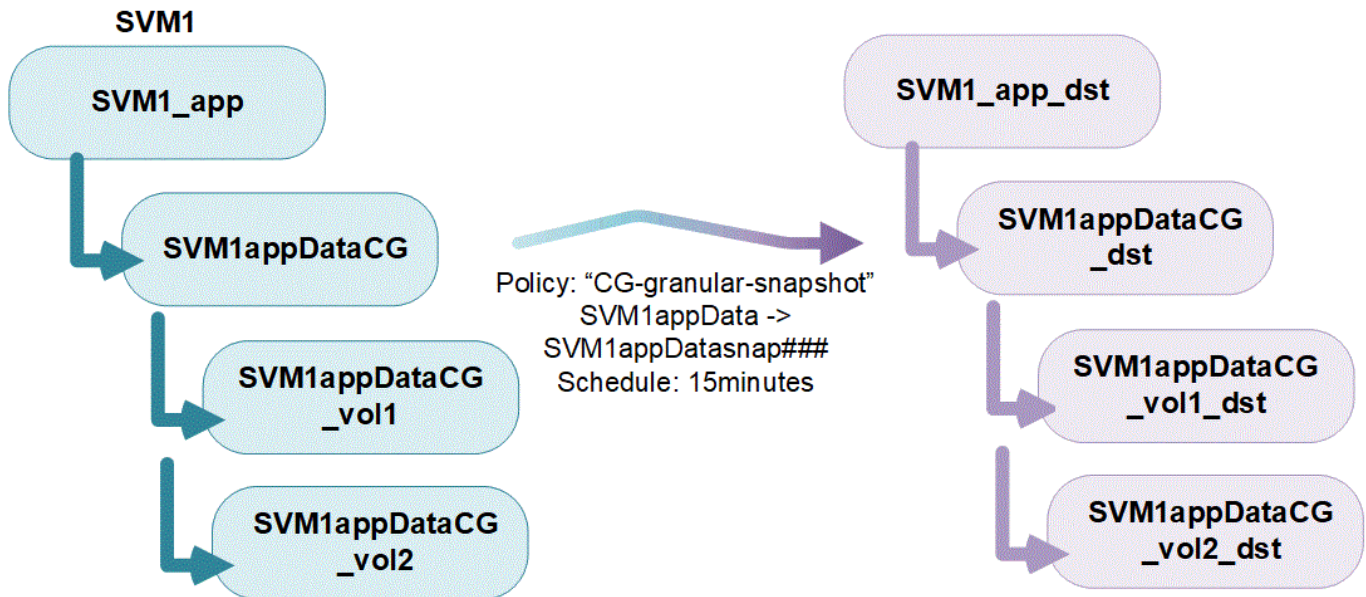 SVM1
SVM1_app
SVM1appDataCG
SVM1appDataCG
_vol1
SVM1appDataCG
_vol2
Policy: “CG-granular-snapshot”
SVM1appData ->
SVM1appDatasnap###
Schedule: 15minutes
SVM1_app_dst
SVM1appDataCG
_dst
SVM1appDataCG
_vol1_dst
SVM1appDataCG
_vol2_dst